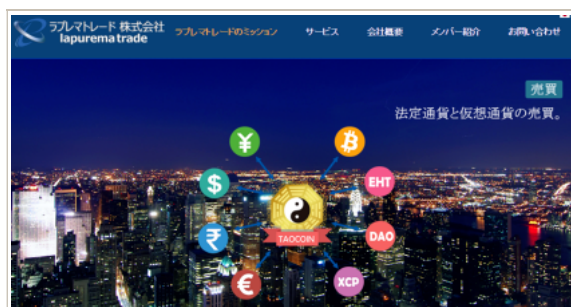 ラプレマトレード 株式会社
lapurema trade
ラプレマトレードのミッション サービス 会社概要 メンバー紹介 お問い合わせ
売買
法定通貨と仮想通貨の売買。
¥
₿
$
EHT
TAOCOIN
₹
DAO
€
XCP